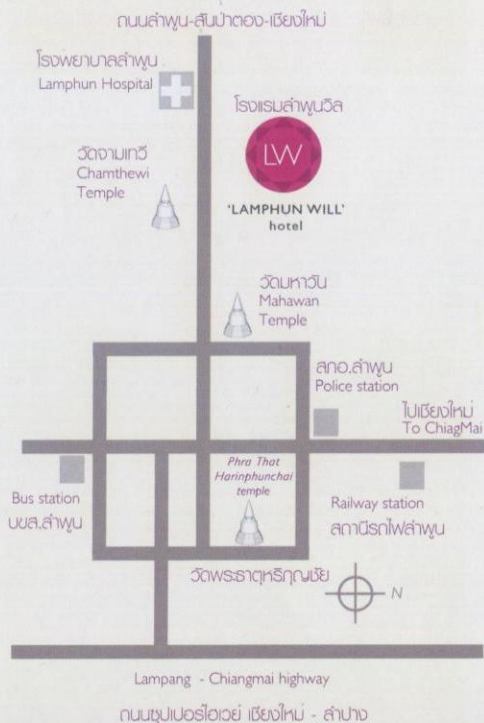 ถนนลำพูน-สันป่าตอง-เชียงใหม่
โรงพยาบาลลำพูน
Lamphun Hospital
โรงแรมลำพูนวิล
LW
'LAMPHUN WILL'
hotel
วัดจามเทวี
Chamthewi
Temple
วัดมหาวัน
Mahawan
Temple
สภอ.ลำพูน
Police station
ไปเชียงใหม่
To ChiagMai
Phra That
Harinphunchai
temple
Bus station
บขส.ลำพูน
Railway station
สถานีรถไฟลำพูน
วัดพระธาตุหริภุญชัย
N
Lampang - Chiangmai highway
ถนนซุปเปอร์ไฮเวย์ เชียงใหม่ - ลำปาง